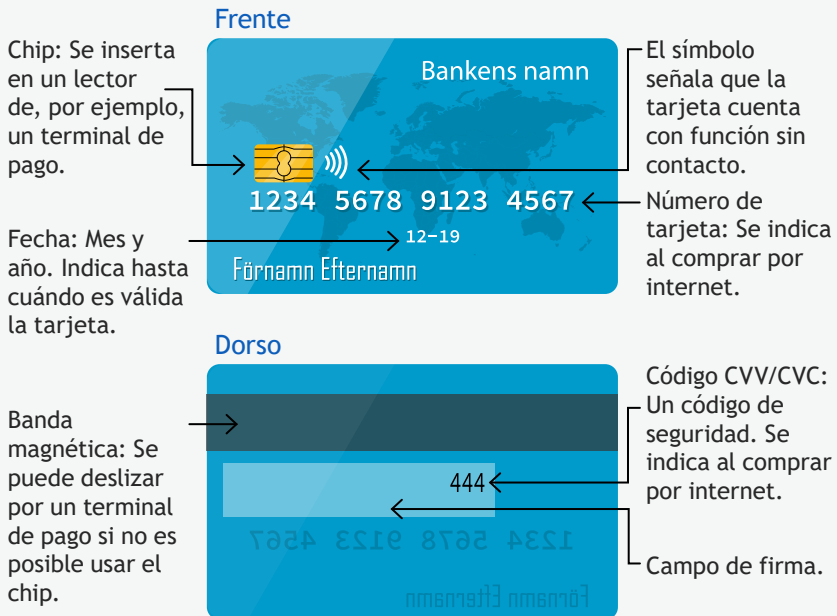 Frente
Chip: Se inserta
en un lector
de, por ejemplo,
un terminal de
pago.
Fecha: Mes y
año. Indica hasta
cuándo es válida
la tarjeta.
Bankens namn
1234 5678 9123 4567
12-19
Förnamn Efternamn
El símbolo
señala que la
tarjeta cuenta
con función sin
contacto.
Número de
tarjeta: Se indica
al comprar por
internet.
Dorso
Banda
magnética: Se
puede deslizar
por un terminal
de pago si no es
posible usar el
chip.
444
1234 5678 9123 4567
Förnamn Efternamn
Código CVV/CVC:
Un código de
seguridad. Se
indica al comprar
por internet.
Campo de firma.